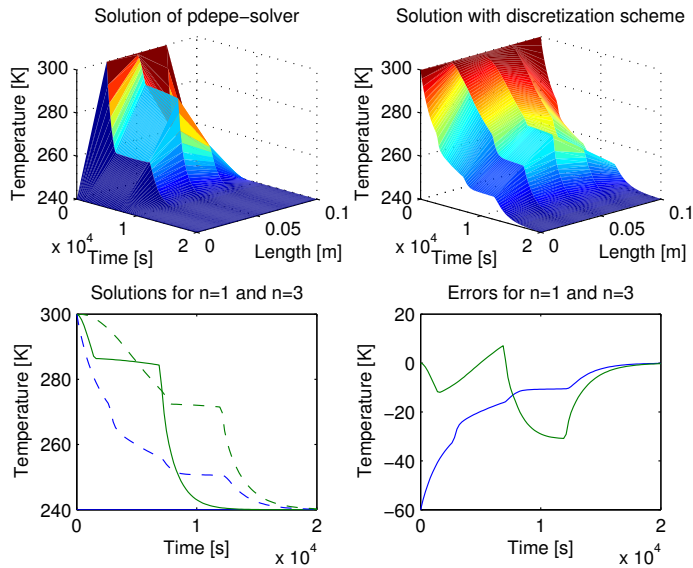 Solution of pdepe−solver
Temperature [K]
300
280
260
240
0
1
2
x 10^4
Time [s]
0
0.05
0.1
Length [m]
Solution with discretization scheme
Temperature [K]
300
280
260
240
0
1
2
x 10^4
Time [s]
0
0.05
0.1
Length [m]
Solutions for n=1 and n=3
Temperature [K]
300
280
260
240
0
1
2
x 10^4
Time [s]
Errors for n=1 and n=3
Temperature [K]
20
0
−20
−40
−60
0
1
2
x 10^4
Time [s]